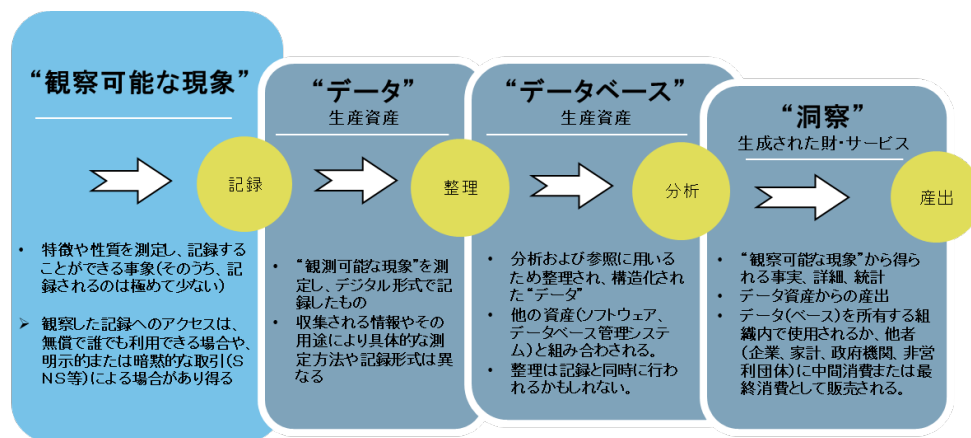 “観察可能な現象”
記録
• 特徴や性質を測定し、記録する
ことができる事象(そのうち、記
録されるのは極めて少ない)
➢ 観察した記録へのアクセスは、
無償で誰でも利用できる場合や、
明示的または暗黙的な取引(S
NS等)による場合があり得る
“データ”
生産資産
整理
• “観測可能な現象”を測
定し、デジタル形式で記
録したもの
• 収集される情報やその
用途により具体的な測
定方法や記録形式は異
なる
“データベース”
生産資産
分析
• 分析および参照に用いる
ため整理され、構造化され
た“データ”
• 他の資産(ソフトウェア、
データベース管理システ
ム)と組み合わされる。
• 整理は記録と同時に行わ
れるかもしれない。
“洞察”
生成された財・サービス
産出
• “観察可能な現象”から得ら
れる事実、詳細、統計
• データ資産からの産出
• データ(ベース)を所有する組
織内で使用されるか、他者
(企業、家計、政府機関、非営
利団体)に中間消費または最
終消費として販売される。